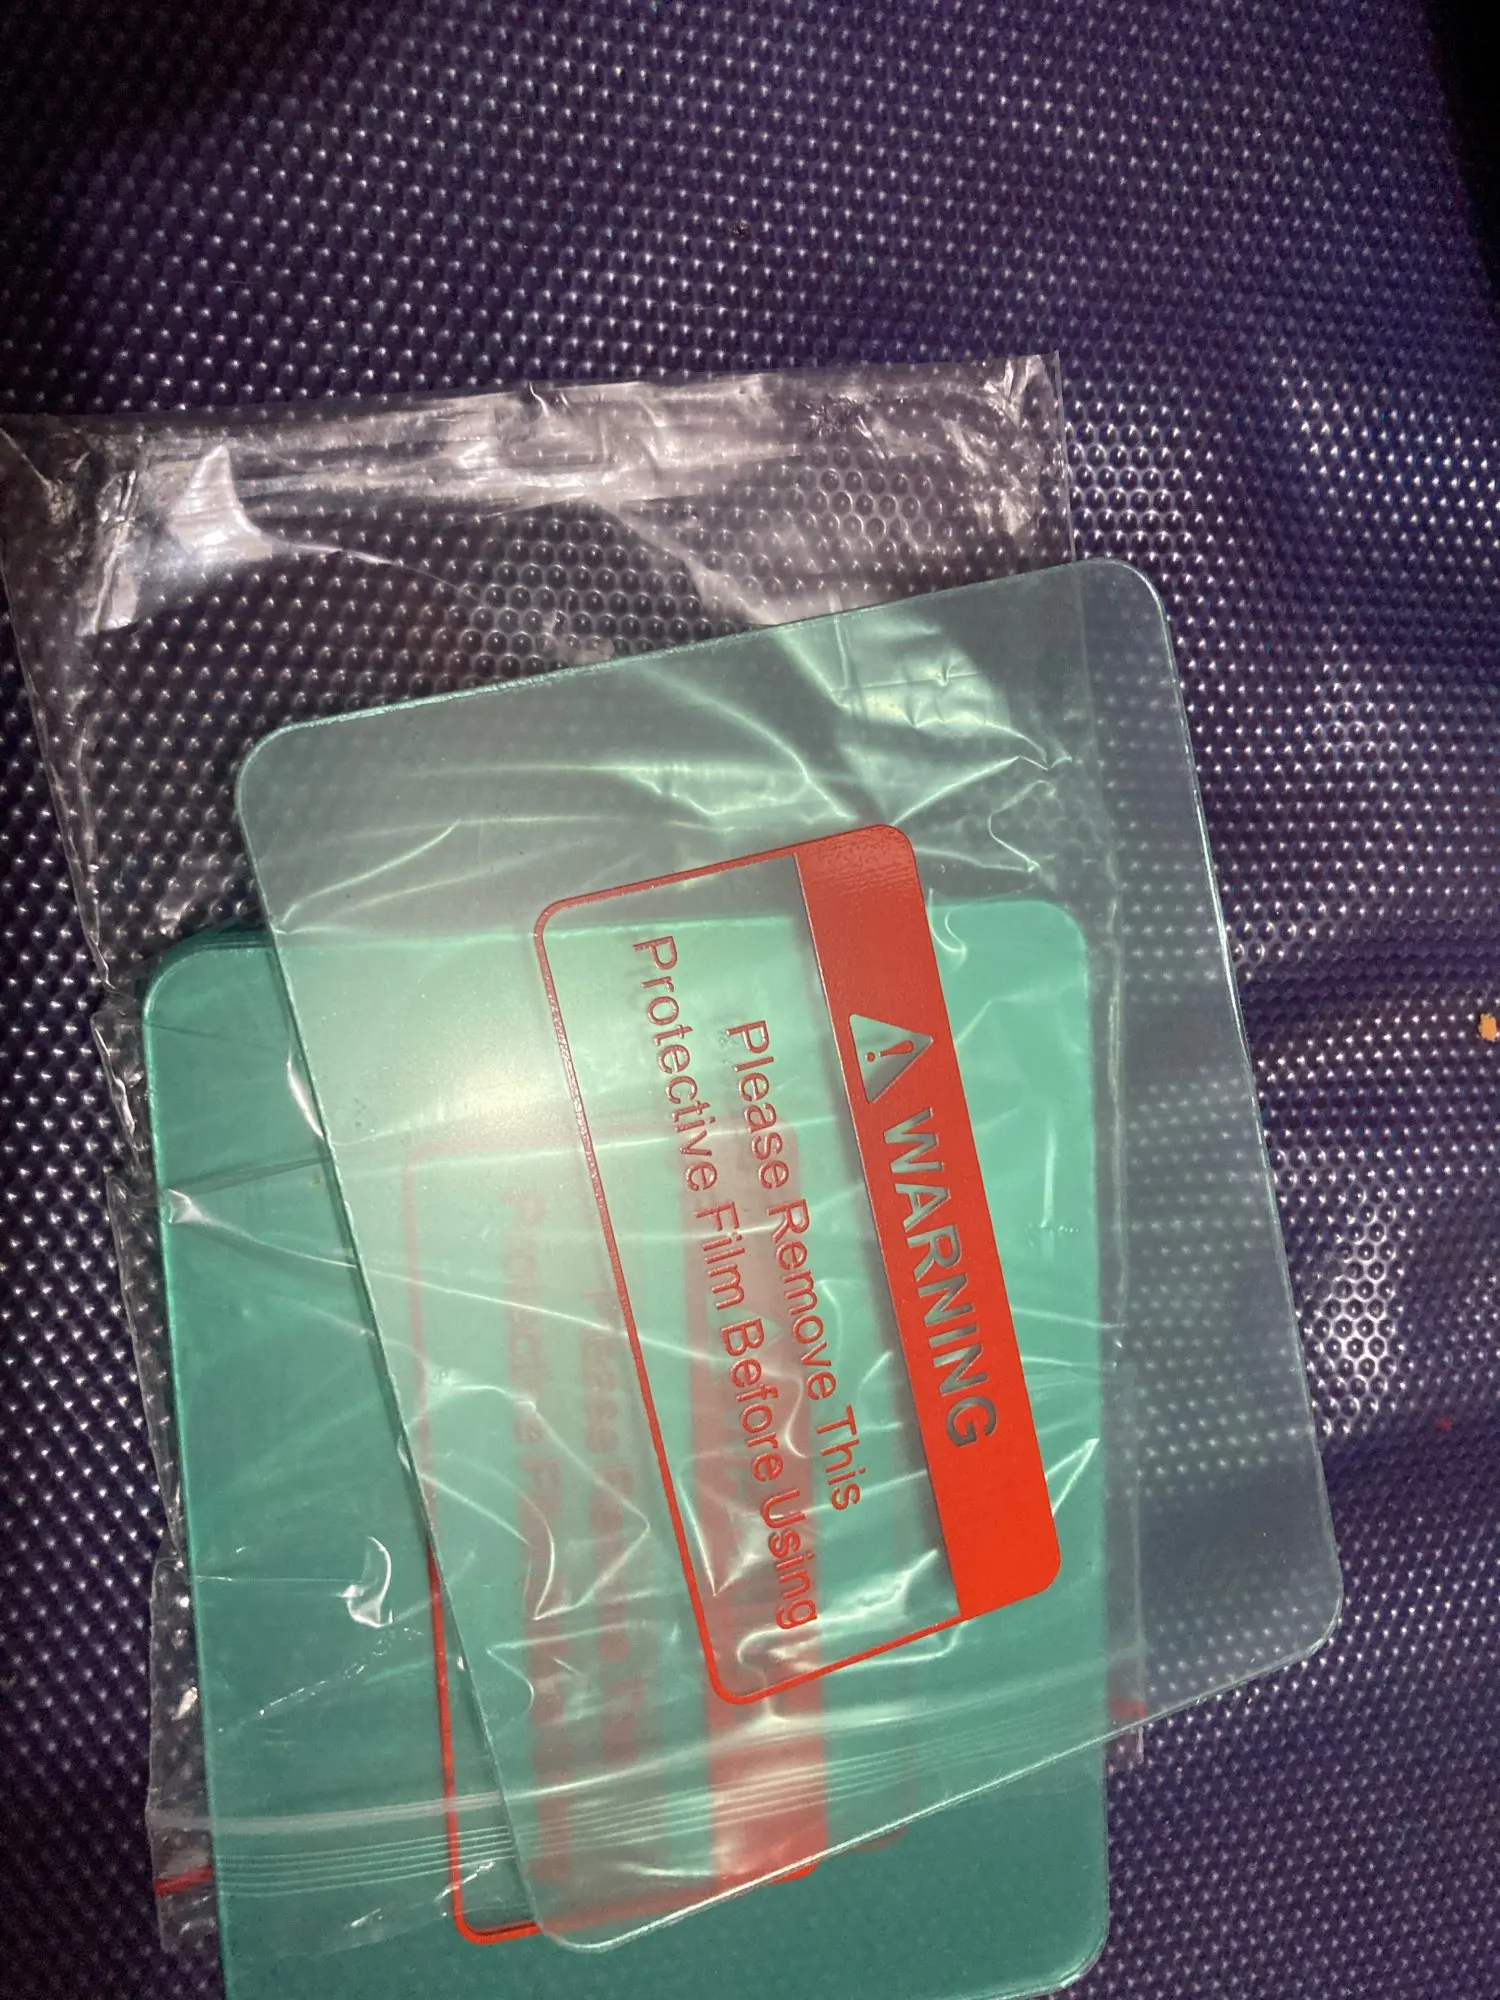 WARNING
Please Remove This
Protective Film Before Using